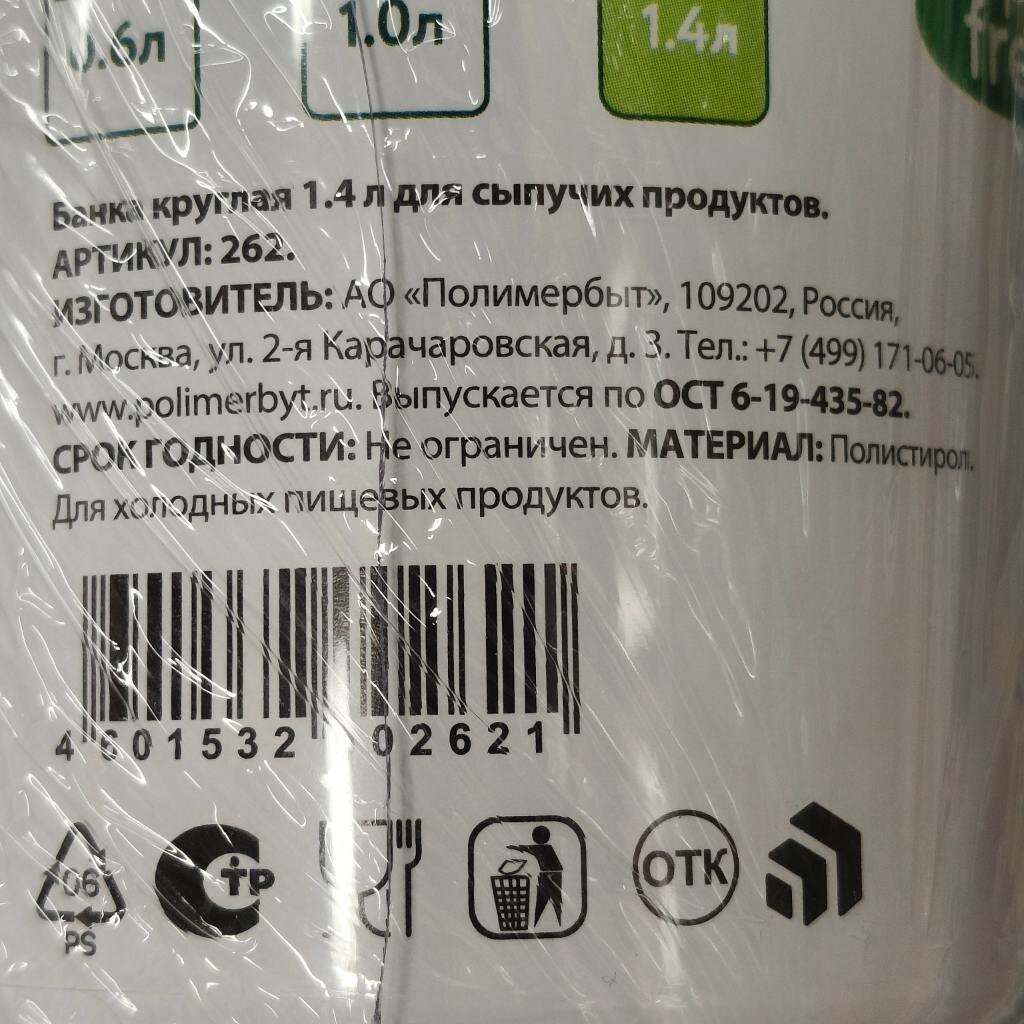 0.6л 1.0л 1.4л
fre
Банка круглая 1.4 л для сыпучих продуктов.
АРТИКУЛ: 262.
ИЗГОТОВИТЕЛЬ: АО «Полимербыт», 109202, Россия,
г. Москва, ул. 2-я Карачаровская, д. 3. Тел.: +7 (499) 171-06-05.
www.polimerbyt.ru. Выпускается по ОСТ 6-19-435-82.
СРОК ГОДНОСТИ: Не ограничен. МАТЕРИАЛ: Полистирол.
Для холодных пищевых продуктов.
4 601532 02621
06
PS
СТР
ОТК